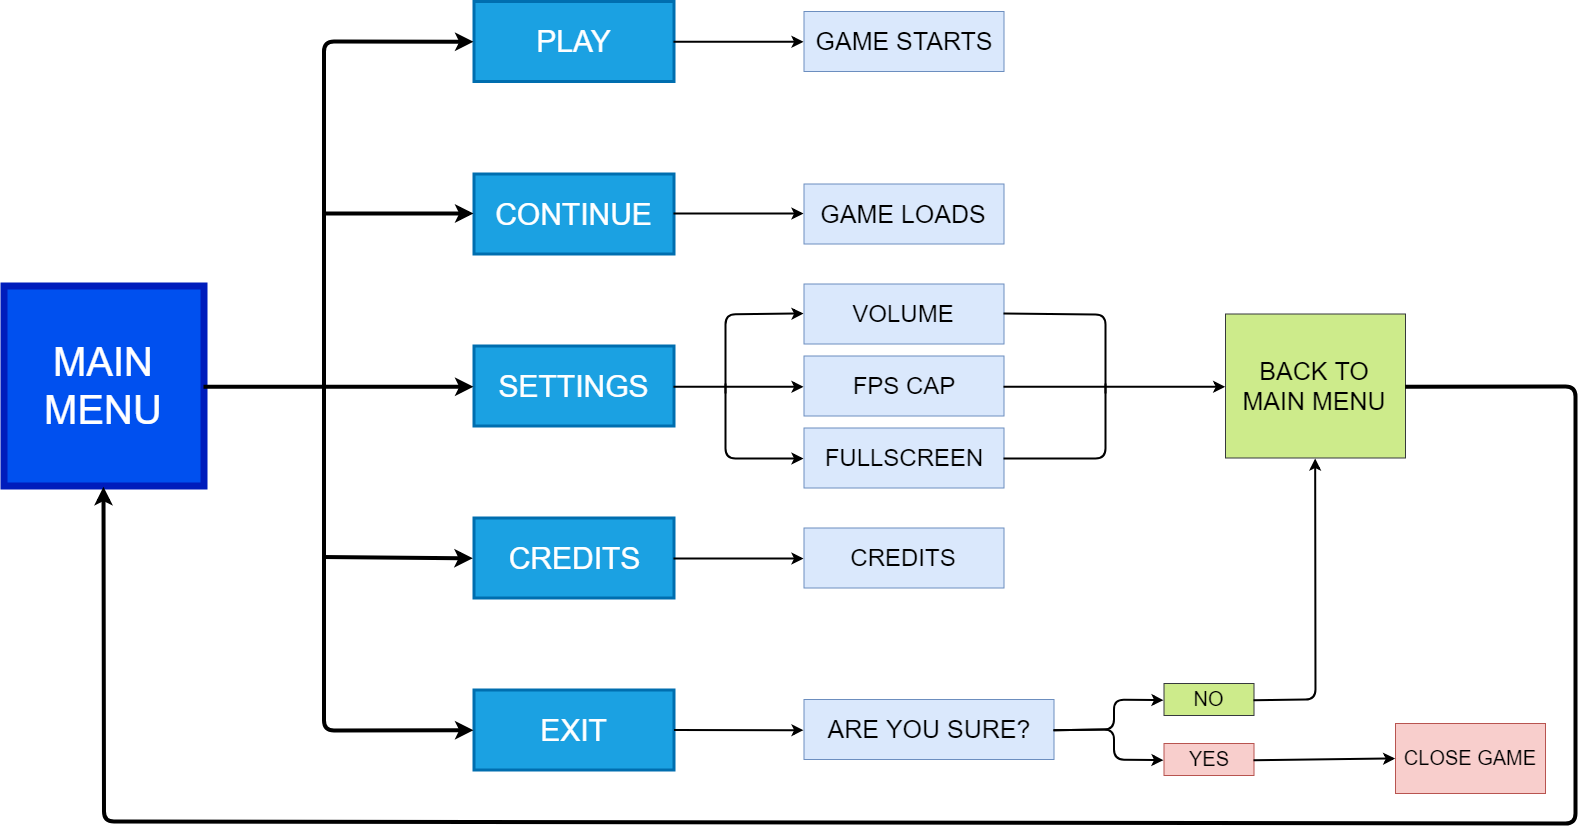 PLAY
GAME STARTS
CONTINUE
GAME LOADS
MAIN
MENU
SETTINGS
VOLUME
FPS CAP
FULLSCREEN
BACK TO
MAIN MENU
CREDITS
CREDITS
EXIT
ARE YOU SURE?
NO
YES
CLOSE GAME